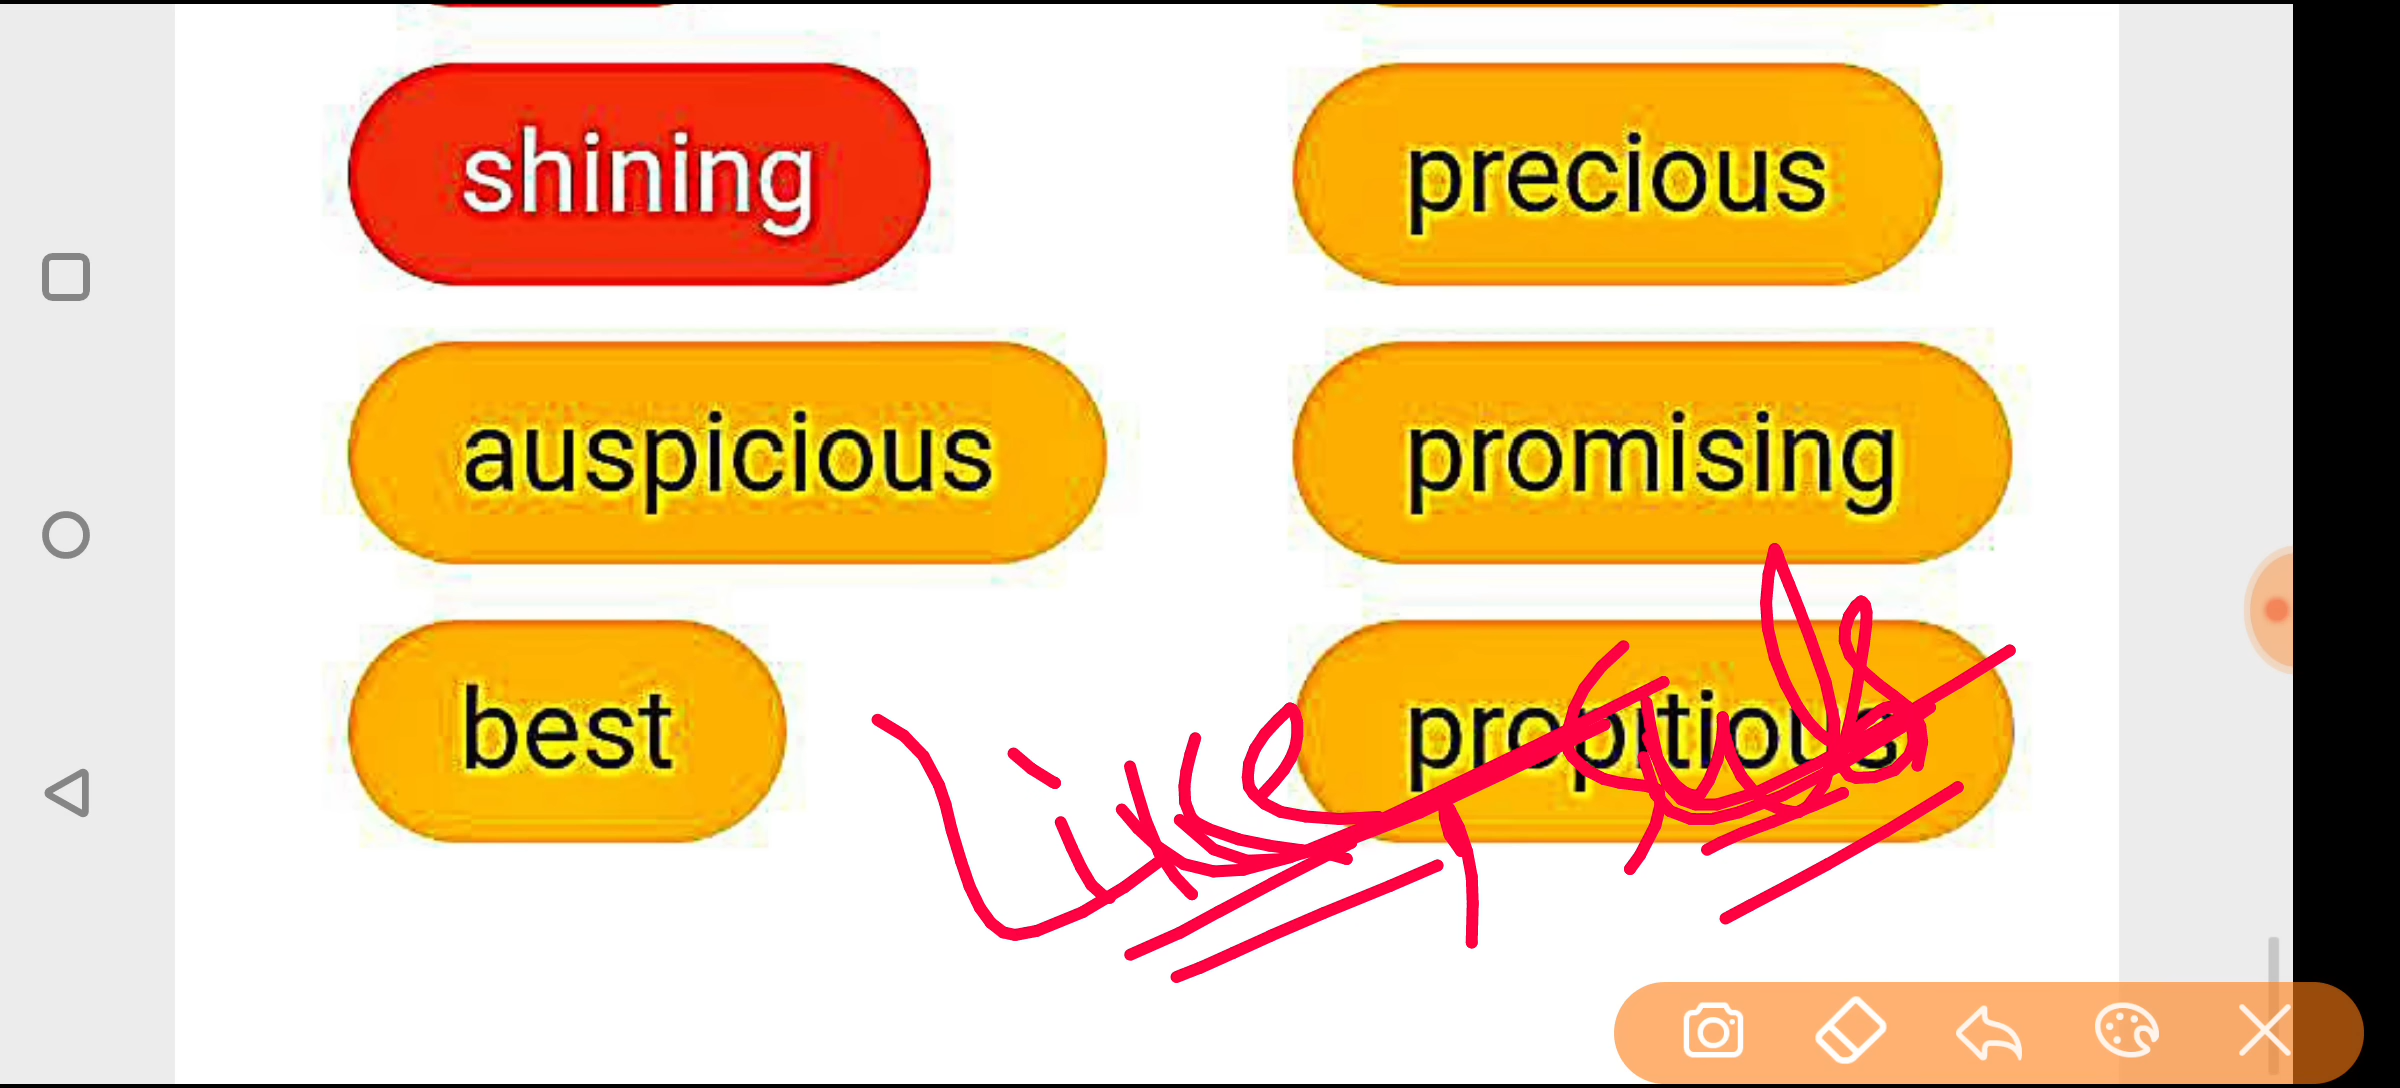 shining precious
auspicious promising
best propitious
Like